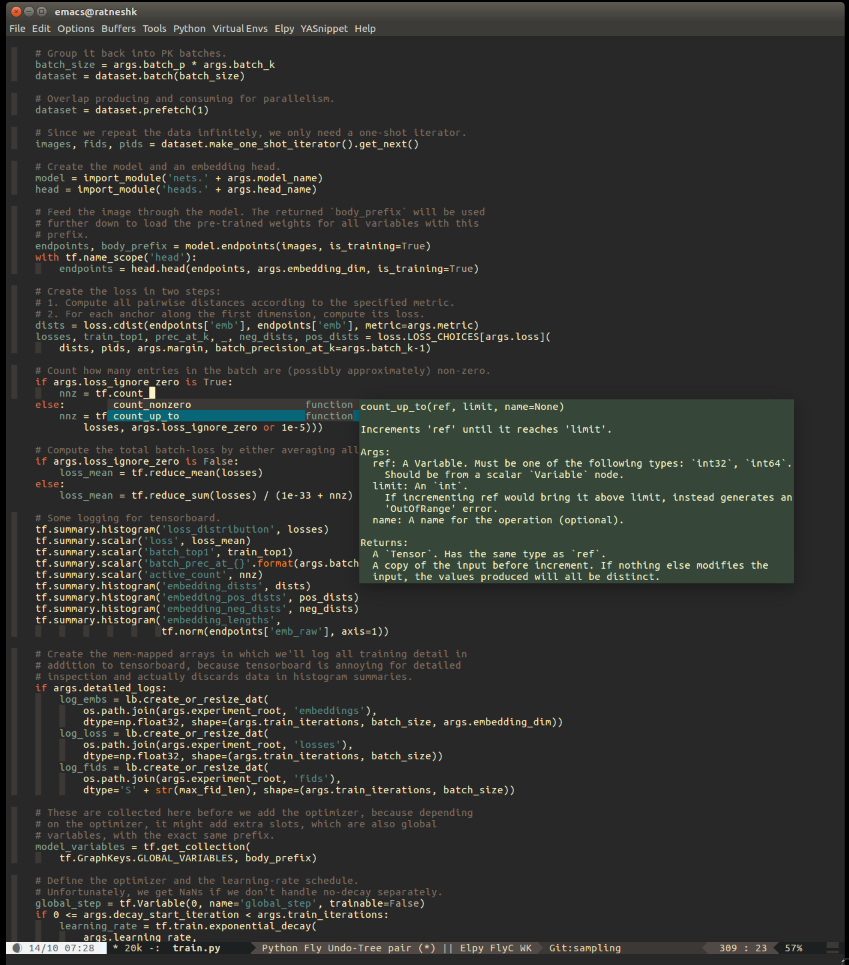 emacs@ratneshk
File Edit Options Buffers Tools Python Virtual Envs Elpy YASnippet Help
# Group it back into PK batches.
batch_size = args.batch_p * args.batch_k
dataset = dataset.batch(batch_size)
# Overlap producing and consuming for parallelism.
dataset = dataset.prefetch(1)
# Since we repeat the data infinitely, we only need a one-shot iterator.
images, fids, pids = dataset.make_one_shot_iterator().get_next()
# Create the model and an embedding head.
model = import_module('nets.' + args.model_name)
head = import_module('heads.' + args.head_name)
# Feed the image through the model. The returned `body_prefix` will be used
# further down to load the pre-trained weights for all variables with this
# prefix.
endpoints, body_prefix = model.endpoints(images, is_training=True)
with tf.name_scope('head'):
endpoints = head.head(endpoints, args.embedding_dim, is_training=True)
# Create the loss in two steps:
# 1. Compute all pairwise distances according to the specified metric.
# 2. For each anchor along the first dimension, compute its loss.
dists = loss.cdist(endpoints['emb'], endpoints['emb'], metric=args.metric)
losses, train_top1, prec_at_k, _, neg_dists, pos_dists = loss.LOSS_CHOICES[args.loss](
dists, pids, args.margin, batch_precision_at_k=args.batch_k-1)
# Count how many entries in the batch are (possibly approximately) non-zero.
if args.loss_ignore_zero is True:
nnz = tf.count_
else: count_nonzero function
nnz = tf count_up_to function
losses, args.loss_ignore_zero or 1e-5)))
# Compute the total batch-loss by either averaging all
if args.loss_ignore_zero is False:
loss_mean = tf.reduce_mean(losses)
else:
loss_mean = tf.reduce_sum(losses) / (1e-33 + nnz)
count_up_to(ref, limit, name=None)
Increments 'ref' until it reaches 'limit'.
Args:
ref: A Variable. Must be one of the following types: `int32`, `int64`.
Should be from a scalar `Variable` node.
limit: An `int`.
If incrementing ref would bring it above limit, instead generates an
'OutOfRange' error.
name: A name for the operation (optional).
Returns:
A `Tensor`. Has the same type as `ref`.
A copy of the input before increment. If nothing else modifies the
input, the values produced will all be distinct.
# Some logging for tensorboard.
tf.summary.histogram('loss_distribution', losses)
tf.summary.scalar('loss', loss_mean)
tf.summary.scalar('batch_top1', train_top1)
tf.summary.scalar('batch_prec_at_{}'.format(args.batch
tf.summary.scalar('active_count', nnz)
tf.summary.histogram('embedding_dists', dists)
tf.summary.histogram('embedding_pos_dists', pos_dists)
tf.summary.histogram('embedding_neg_dists', neg_dists)
tf.summary.histogram('embedding_lengths',
tf.norm(endpoints['emb_raw'], axis=1))
# Create the mem-mapped arrays in which we'll log all training detail in
# addition to tensorboard, because tensorboard is annoying for detailed
# inspection and actually discards data in histogram summaries.
if args.detailed_logs:
log_embs = lb.create_or_resize_dat(
os.path.join(args.experiment_root, 'embeddings'),
dtype=np.float32, shape=(args.train_iterations, batch_size, args.embedding_dim))
log_loss = lb.create_or_resize_dat(
os.path.join(args.experiment_root, 'losses'),
dtype=np.float32, shape=(args.train_iterations, batch_size))
log_fids = lb.create_or_resize_dat(
os.path.join(args.experiment_root, 'fids'),
dtype='S' + str(max_fid_len), shape=(args.train_iterations, batch_size))
# These are collected here before we add the optimizer, because depending
# on the optimizer, it might add extra slots, which are also global
# variables, with the exact same prefix.
model_variables = tf.get_collection(
tf.GraphKeys.GLOBAL_VARIABLES, body_prefix)
# Define the optimizer and the learning-rate schedule.
# Unfortunately, we get NaNs if we don't handle no-decay separately.
global_step = tf.Variable(0, name='global_step', trainable=False)
if 0 <= args.decay_start_iteration < args.train_iterations:
learning_rate = tf.train.exponential_decay(
args.learning_rate,
14/10 07:28 * 20k -: train.py Python Fly Undo-Tree pair (*) || Elpy FlyC WK Git:sampling 309 : 23 57%